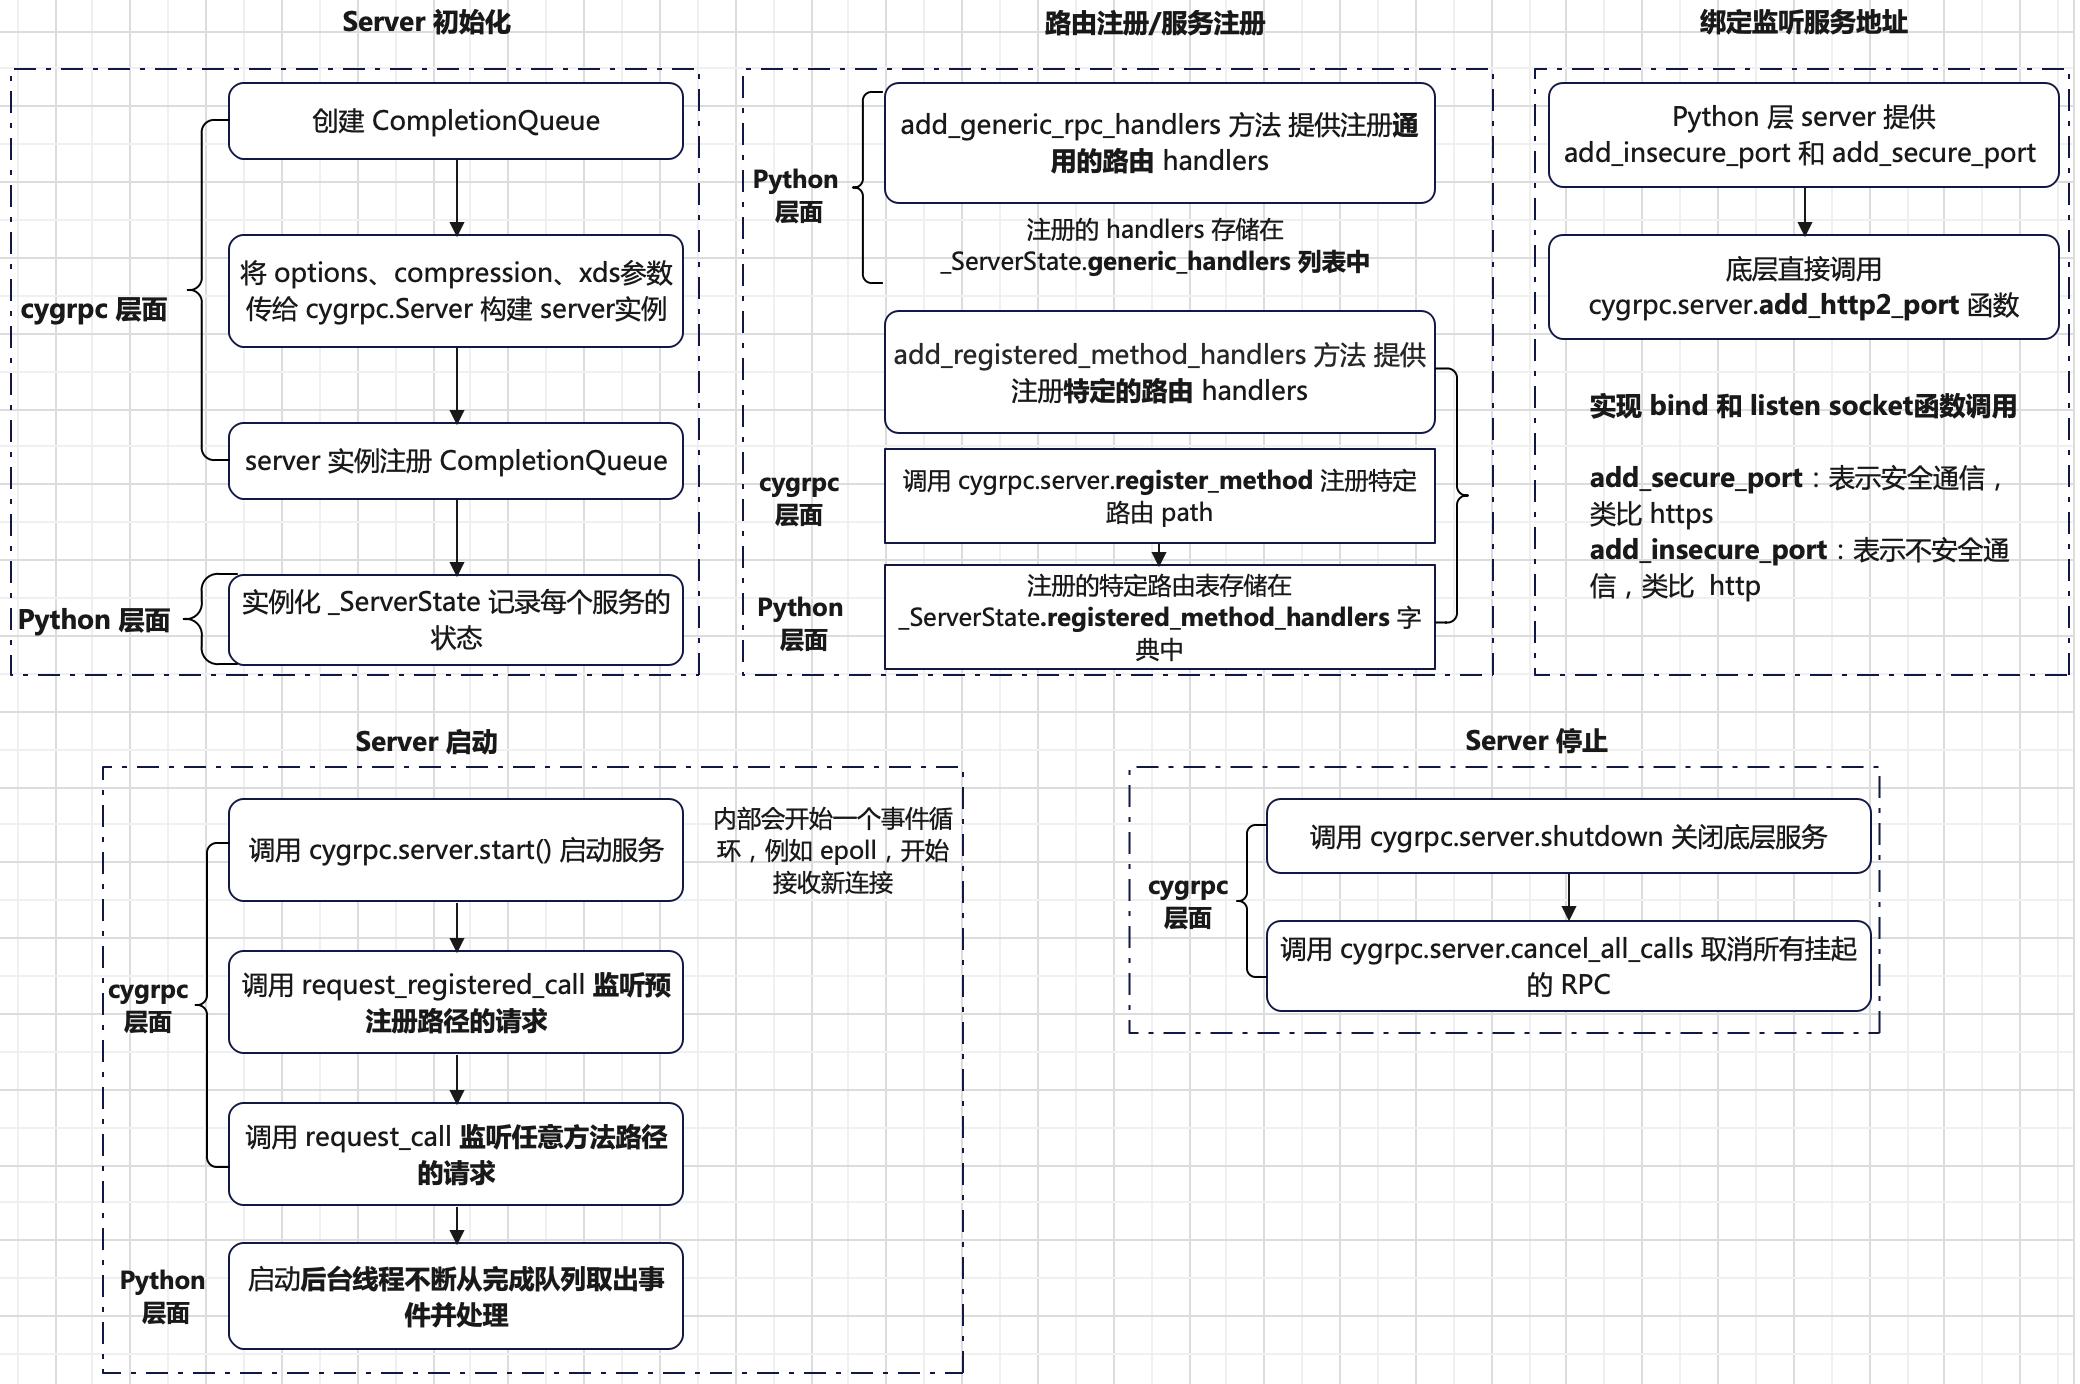 Server 初始化
创建 CompletionQueue
将 options、compression、xds参数
传给 cygrpc.Server 构建 server实例
cygrpc 层面
server 实例注册 CompletionQueue
Python 层面
实例化 _ServerState 记录每个服务的
状态
路由注册/服务注册
add_generic_rpc_handlers 方法 提供注册通
用的路由 handlers
Python
层面
注册的 handlers 存储在
_ServerState.generic_handlers 列表中
add_registered_method_handlers 方法 提供
注册特定的路由 handlers
cygrpc
层面
调用 cygrpc.server.register_method 注册特定
路由 path
Python
层面
注册的特定路由表存储在
_ServerState.registered_method_handlers 字
典中
绑定监听服务地址
Python 层 server 提供
add_insecure_port 和 add_secure_port
底层直接调用
cygrpc.server.add_http2_port 函数
实现 bind 和 listen socket函数调用
add_secure_port：表示安全通信，
类比 https
add_insecure_port：表示不安全通
信，类比 http
Server 启动
调用 cygrpc.server.start() 启动服务
内部会开始一个事件循
环，例如 epoll，开始
接收新连接
cygrpc
层面
调用 request_registered_call 监听预
注册路径的请求
调用 request_call 监听任意方法路径
的请求
Python
层面
启动后台线程不断从完成队列取出事
件并处理
Server 停止
调用 cygrpc.server.shutdown 关闭底层服务
cygrpc
层面
调用 cygrpc.server.cancel_all_calls 取消所有挂起
的 RPC